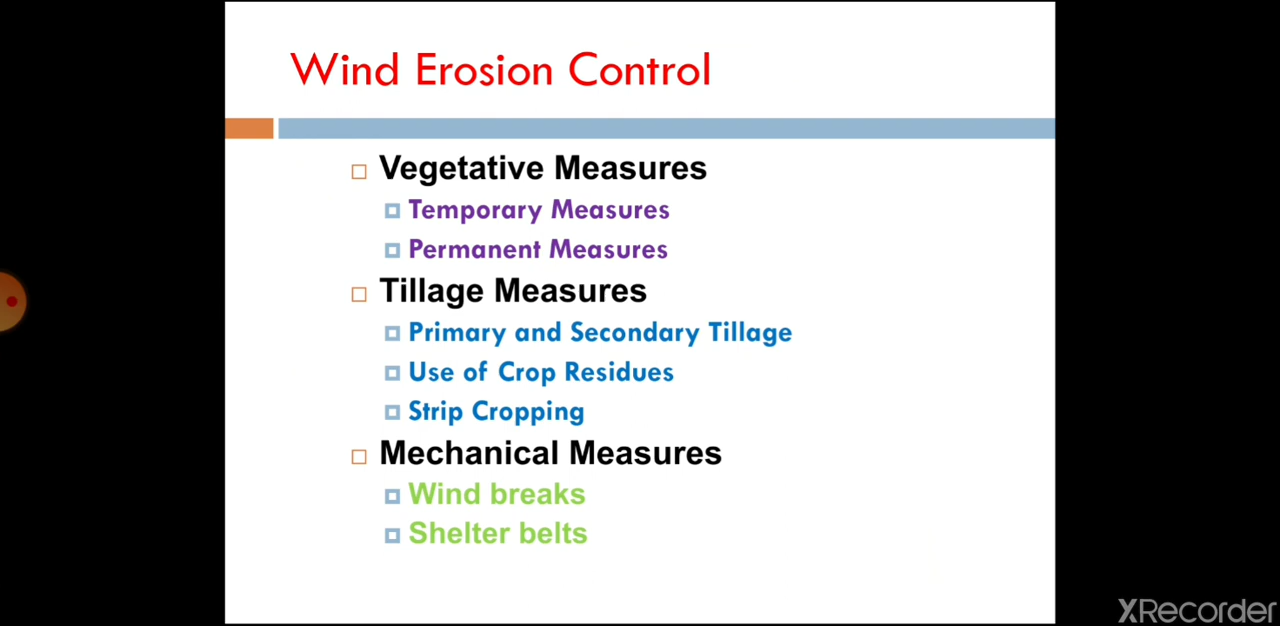 Wind Erosion Control
Vegetative Measures
Temporary Measures
Permanent Measures
Tillage Measures
Primary and Secondary Tillage
Use of Crop Residues
Strip Cropping
Mechanical Measures
Wind breaks
Shelter belts
XRecorder